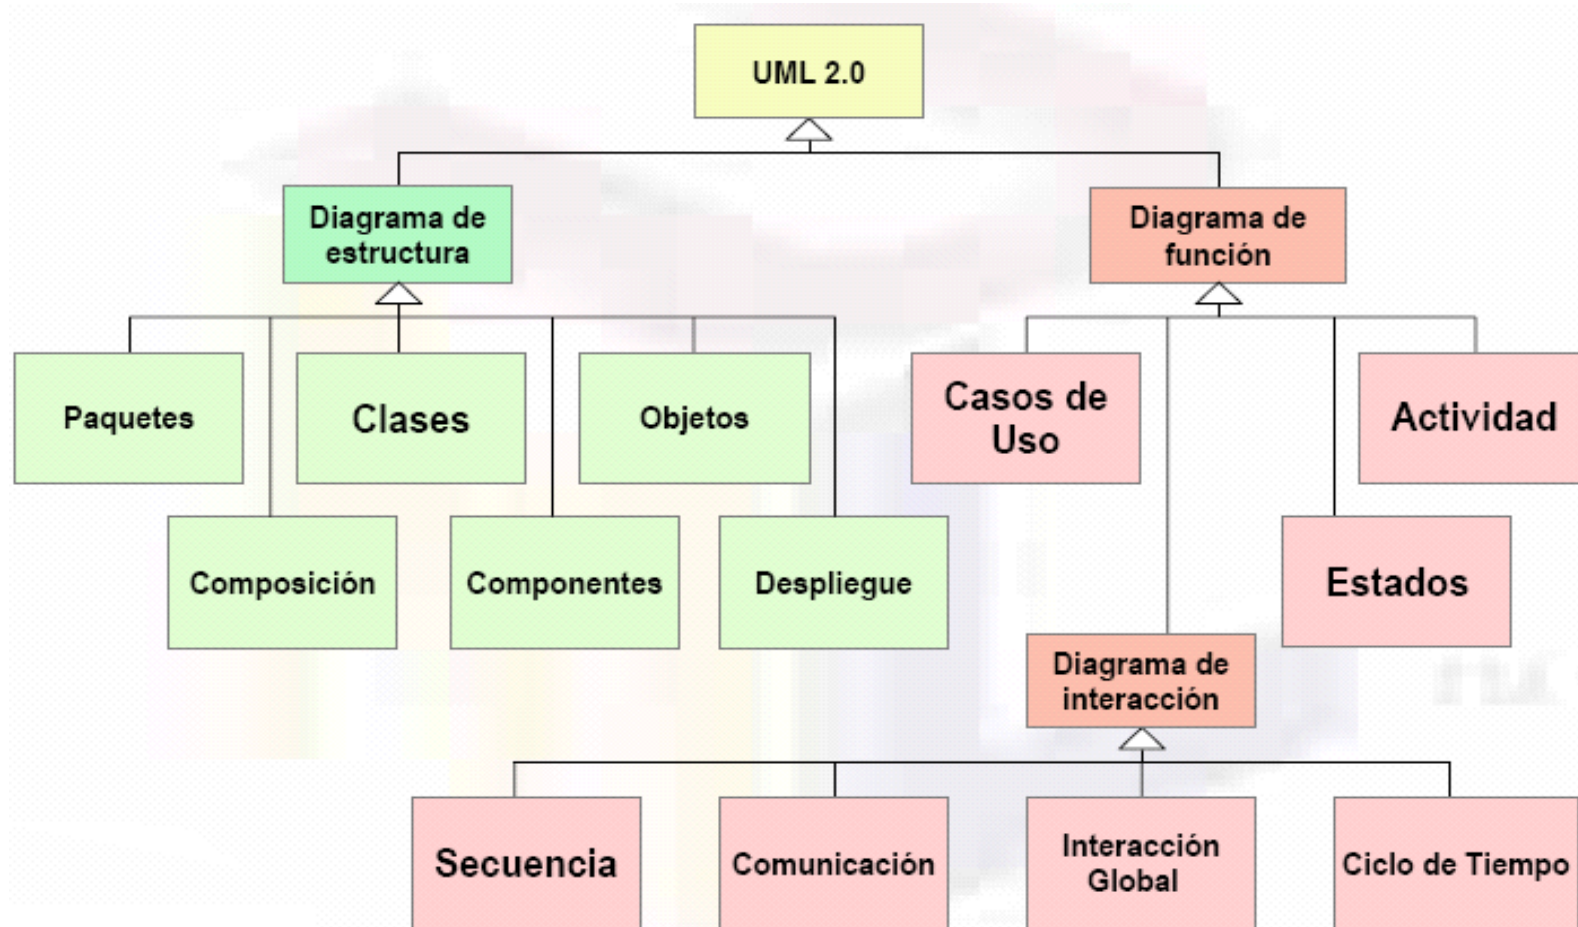 UML 2.0
Diagrama de
estructura
Diagrama de
función
Paquetes
Clases
Objetos
Casos de
Uso
Actividad
Composición
Componentes
Despliegue
Estados
Diagrama de
interacción
Secuencia
Comunicación
Interacción
Global
Ciclo de Tiempo